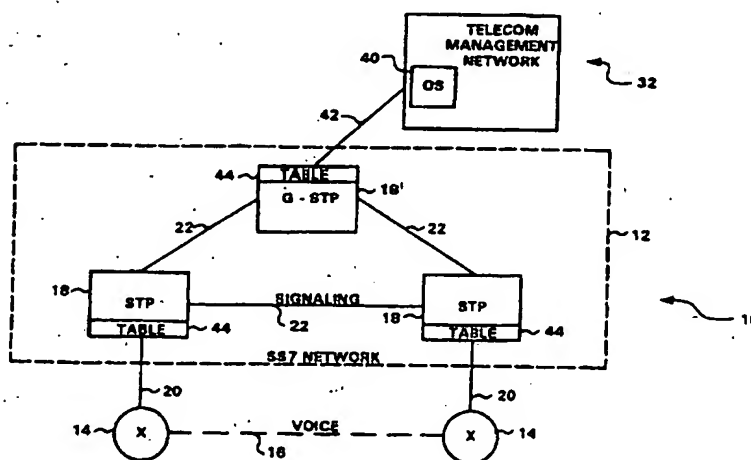 TELECOM
MANAGEMENT
NETWORK
40
OS
32
42
44
TABLE
G - STP
18'
22
22
12
18
STP
SIGNALING
22
18
STP
TABLE
44
TABLE
44
SS7 NETWORK
20
20
14
X
VOICE
16
X
14